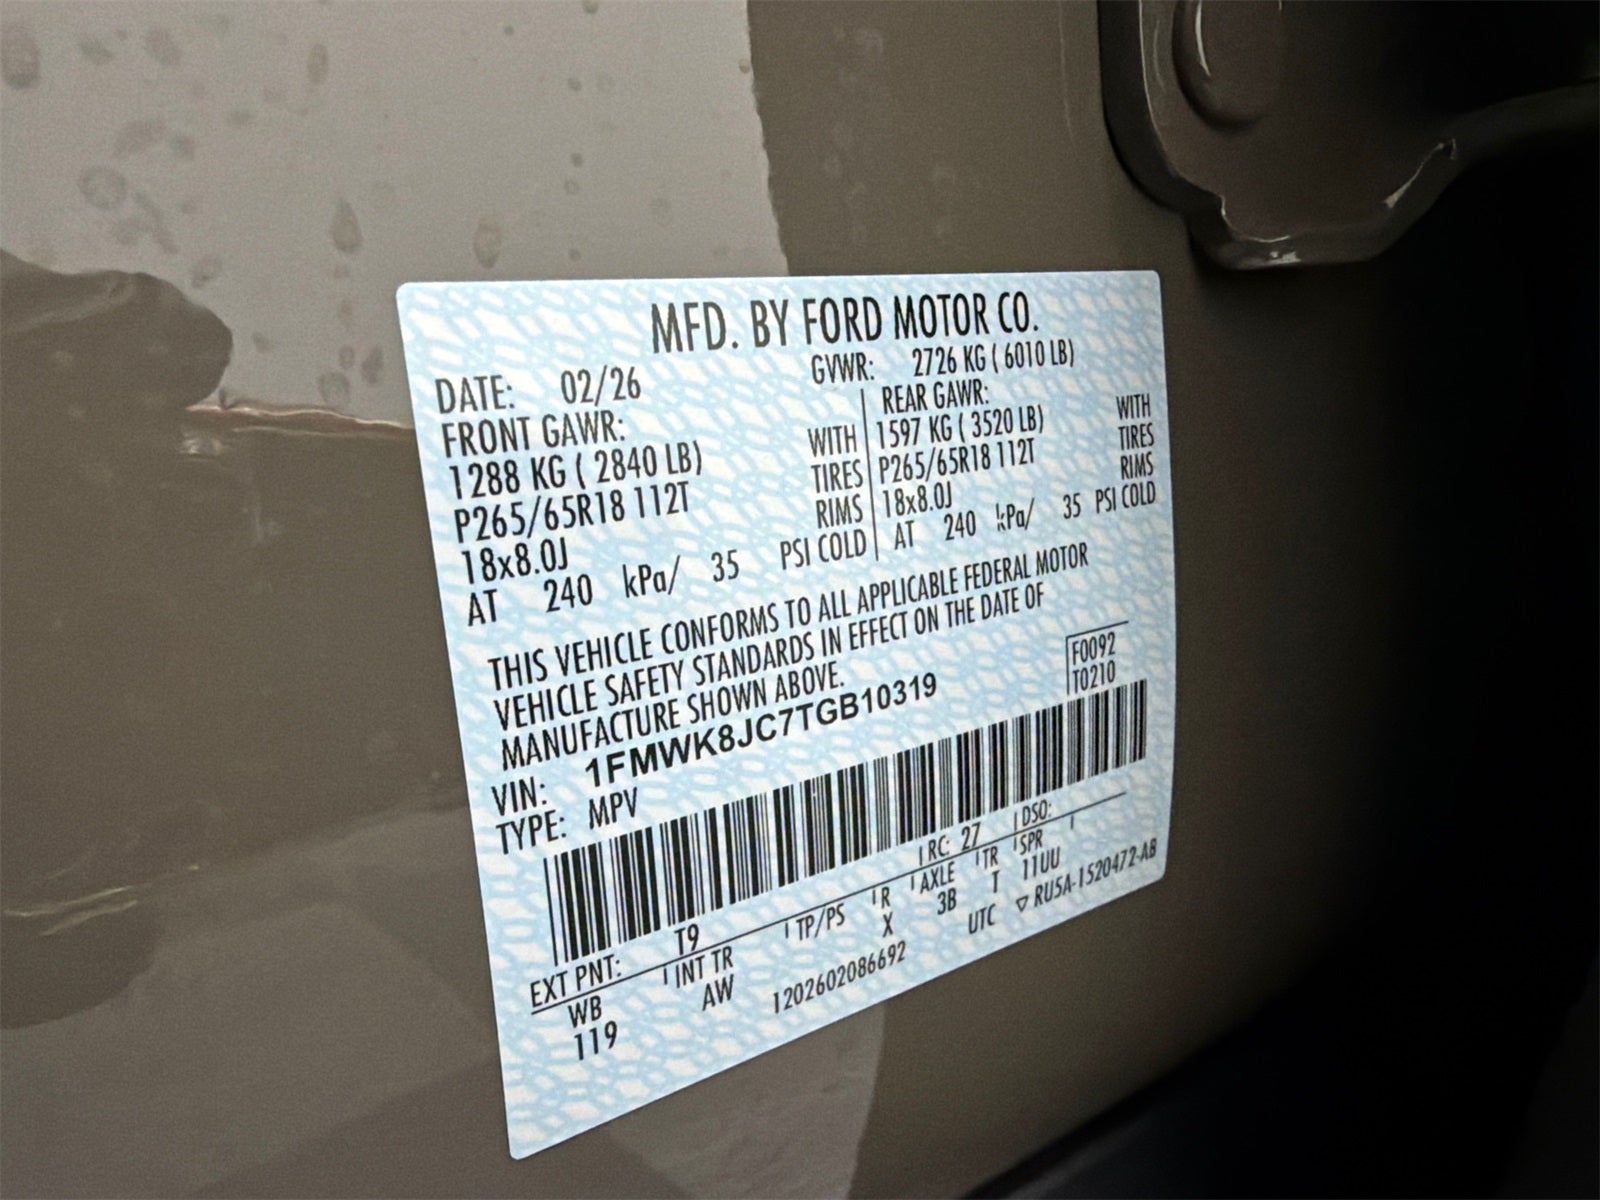 MFD. BY FORD MOTOR CO.
DATE: 02/26 GVWR: 2726 KG ( 6010 LB)
FRONT GAWR: REAR GAWR:
1288 KG ( 2840 LB) WITH 1597 KG ( 3520 LB) WITH
P265/65R18 112T TIRES P265/65R18 112T TIRES
18x8.0J RIMS 18x8.0J RIMS
AT 240 kPa/ 35 PSI COLD AT 240 kPa/ 35 PSI COLD
THIS VEHICLE CONFORMS TO ALL APPLICABLE FEDERAL MOTOR
VEHICLE SAFETY STANDARDS IN EFFECT ON THE DATE OF
MANUFACTURE SHOWN ABOVE.
F0092
T0210
VIN: 1FMWK8JC7TGB10319
TYPE: MPV
EXT PNT: T9 RC: 27 DSO:
WB INT TR TP/PS R AXLE TR SPR
119 AW X 3B T 11UU
1202602086692 UTC ▽ RU5A-1520472-AB